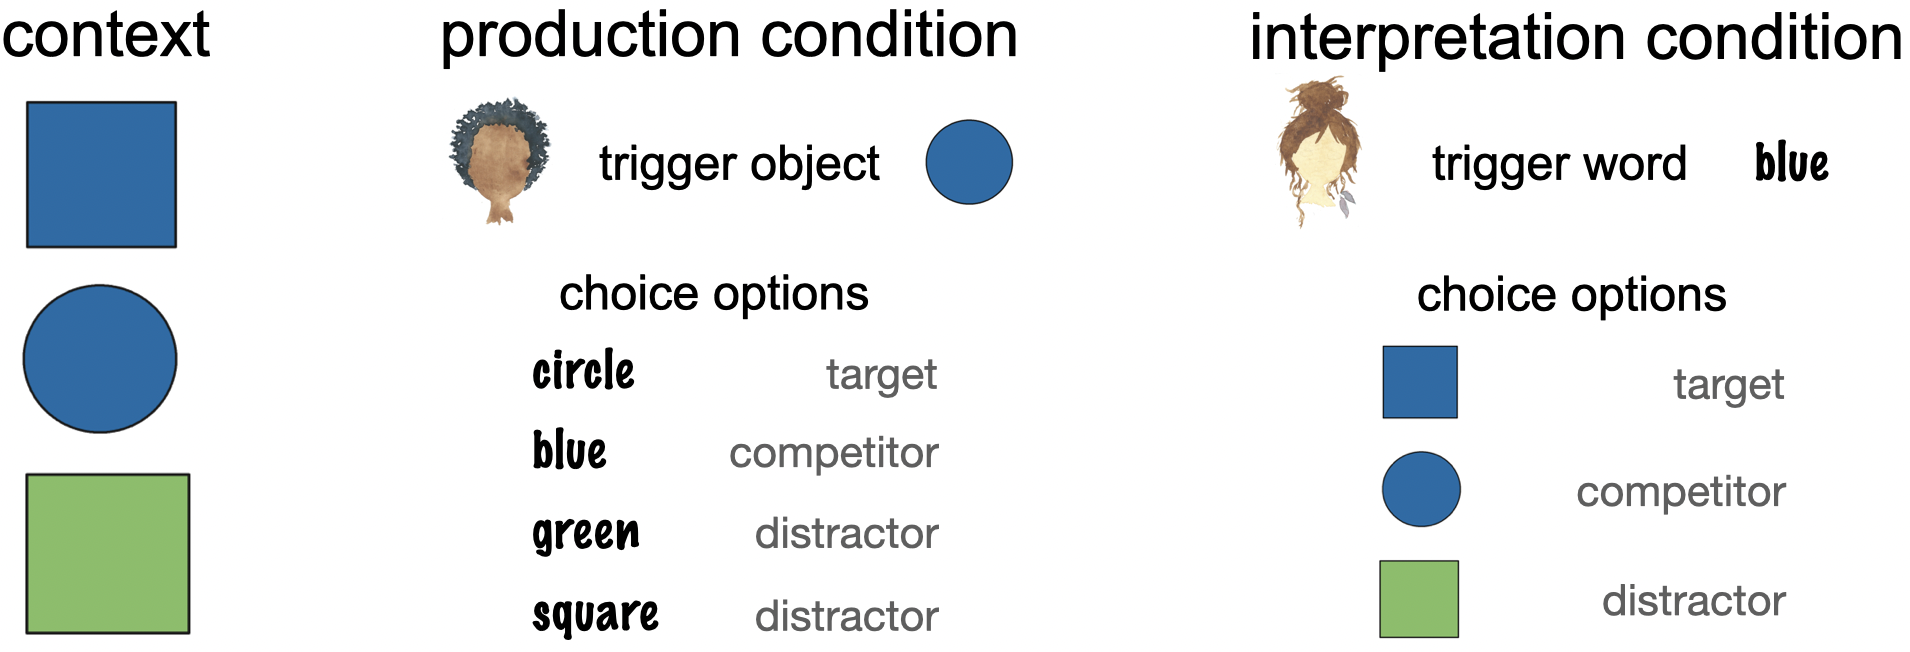 context
production condition
interpretation condition
trigger object
trigger word blue
choice options
circle target
blue competitor
green distractor
square distractor
choice options
target
competitor
distractor